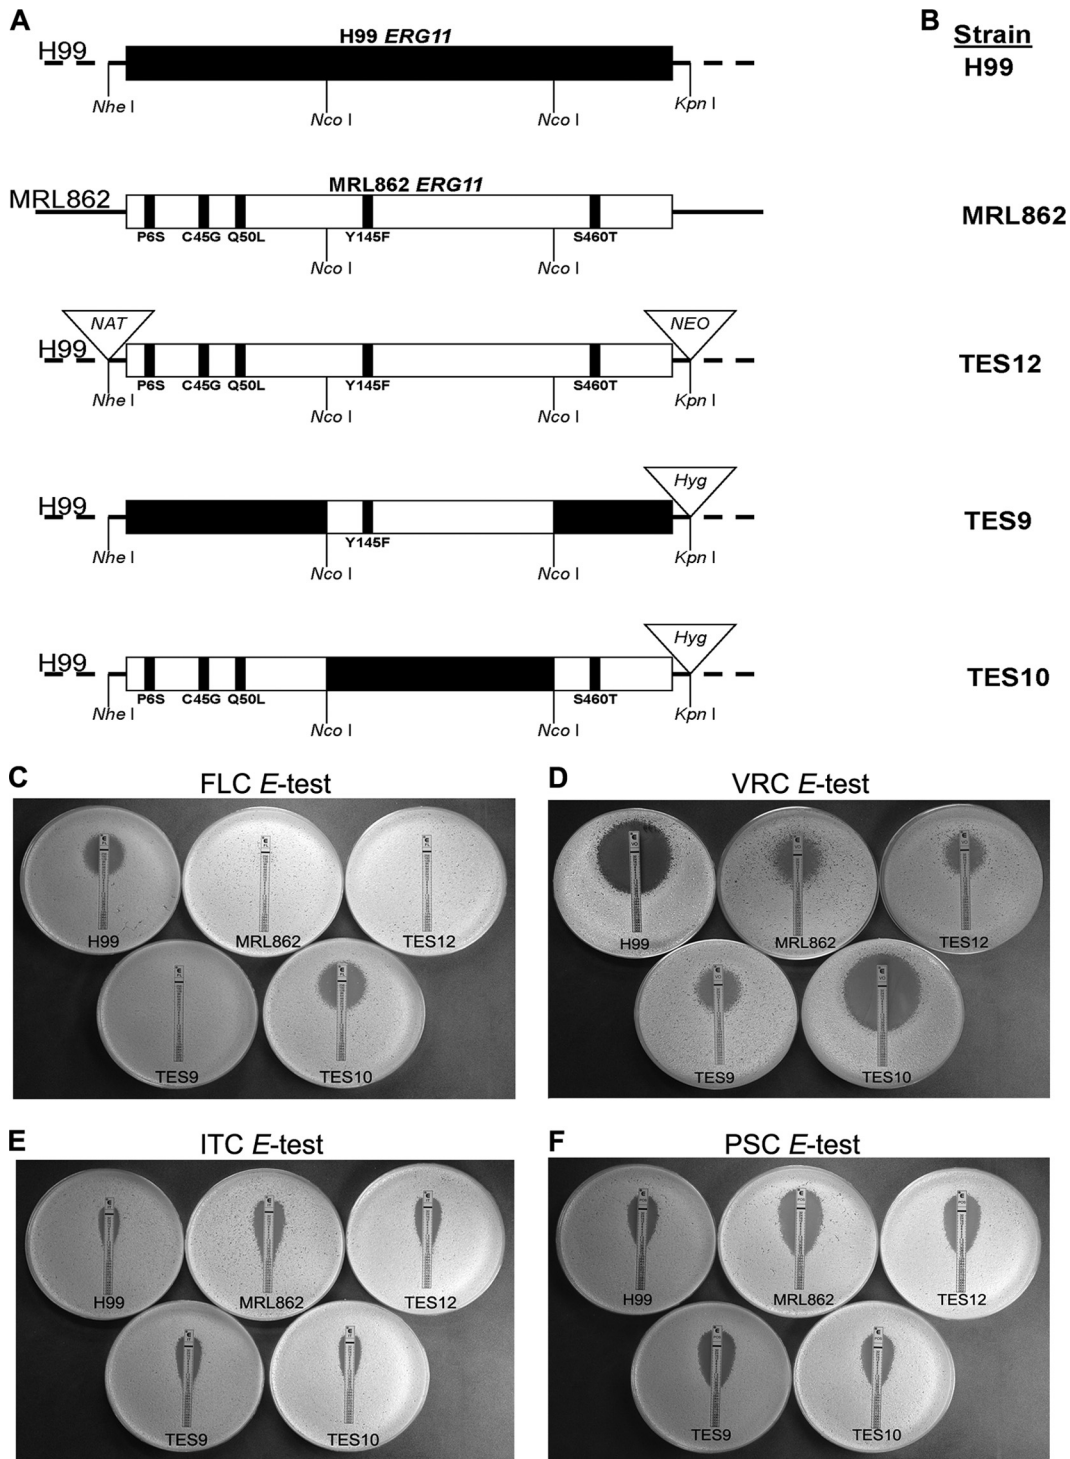 A
B
Strain
H99 ERG11
H99
H99
Nhe I
Nco I
Nco I
Kpn I
MRL862 ERG11
MRL862
MRL862
P6S C45G Q50L Y145F S460T
Nco I
Nco I
NAT
NEO
H99
TES12
P6S C45G Q50L Y145F S460T
Nhe I
Nco I
Nco I
Kpn I
Hyg
H99
TES9
Y145F
Nhe I
Nco I
Nco I
Kpn I
Hyg
H99
TES10
P6S C45G Q50L S460T
Nhe I
Nco I
Nco I
Kpn I
C
FLC E-test
H99
MRL862
TES12
TES9
TES10
D
VRC E-test
H99
MRL862
TES12
TES9
TES10
E
ITC E-test
H99
MRL862
TES12
TES9
TES10
F
PSC E-test
H99
MRL862
TES12
TES9
TES10